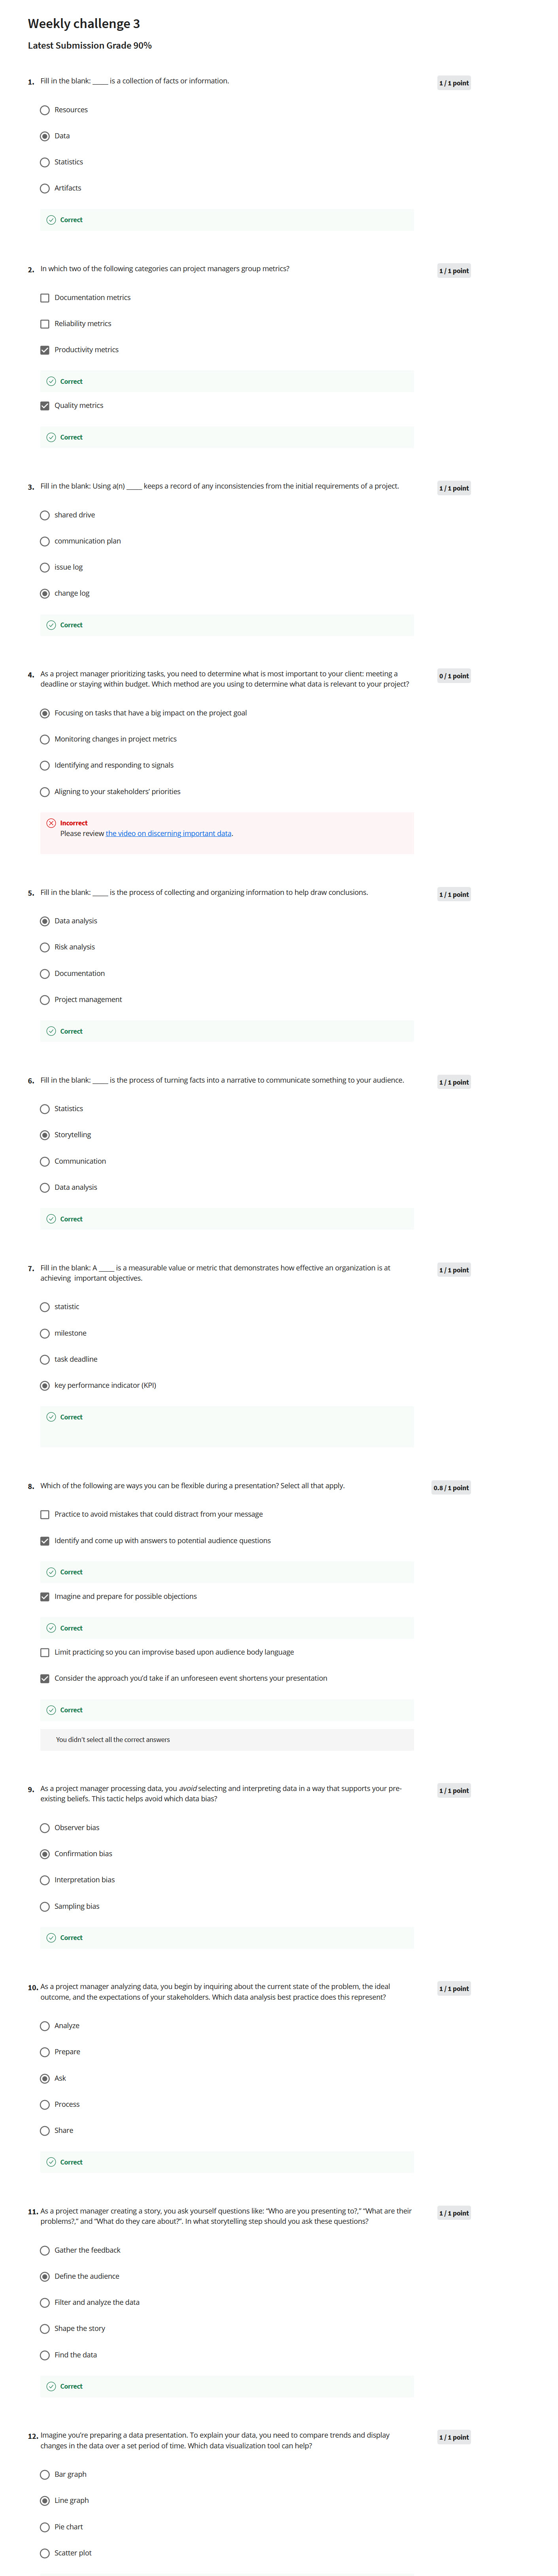 Weekly challenge 3
Latest Submission Grade 90%
1. Fill in the blank: _____ is a collection of facts or information.
1 / 1 point
Resources
Data
Statistics
Artifacts
Correct
2. In which two of the following categories can project managers group metrics?
1 / 1 point
Documentation metrics
Reliability metrics
Productivity metrics
Correct
Quality metrics
Correct
3. Fill in the blank: Using a(n) _____ keeps a record of any inconsistencies from the initial requirements of a project.
1 / 1 point
shared drive
communication plan
issue log
change log
Correct
4. As a project manager prioritizing tasks, you need to determine what is most important to your client: meeting a
deadline or staying within budget. Which method are you using to determine what data is relevant to your project?
0 / 1 point
Focusing on tasks that have a big impact on the project goal
Monitoring changes in project metrics
Identifying and responding to signals
Aligning to your stakeholders' priorities
Incorrect
Please review the video on discerning important data.
5. Fill in the blank: _____ is the process of collecting and organizing information to help draw conclusions.
1 / 1 point
Data analysis
Risk analysis
Documentation
Project management
Correct
6. Fill in the blank: _____ is the process of turning facts into a narrative to communicate something to your audience.
1 / 1 point
Statistics
Storytelling
Communication
Data analysis
Correct
7. Fill in the blank: A _____ is a measurable value or metric that demonstrates how effective an organization is at
achieving important objectives.
1 / 1 point
statistic
milestone
task deadline
key performance indicator (KPI)
Correct
8. Which of the following are ways you can be flexible during a presentation? Select all that apply.
0.8 / 1 point
Practice to avoid mistakes that could distract from your message
Identify and come up with answers to potential audience questions
Correct
Imagine and prepare for possible objections
Correct
Limit practicing so you can improvise based upon audience body language
Consider the approach you'd take if an unforeseen event shortens your presentation
Correct
You didn't select all the correct answers
9. As a project manager processing data, you avoid selecting and interpreting data in a way that supports your pre-
existing beliefs. This tactic helps avoid which data bias?
1 / 1 point
Observer bias
Confirmation bias
Interpretation bias
Sampling bias
Correct
10. As a project manager analyzing data, you begin by inquiring about the current state of the problem, the ideal
outcome, and the expectations of your stakeholders. Which data analysis best practice does this represent?
1 / 1 point
Analyze
Prepare
Ask
Process
Share
Correct
11. As a project manager creating a story, you ask yourself questions like: "Who are you presenting to?," "What are their
problems?," and "What do they care about?". In what storytelling step should you ask these questions?
1 / 1 point
Gather the feedback
Define the audience
Filter and analyze the data
Shape the story
Find the data
Correct
12. Imagine you're preparing a data presentation. To explain your data, you need to compare trends and display
changes in the data over a set period of time. Which data visualization tool can help?
1 / 1 point
Bar graph
Line graph
Pie chart
Scatter plot